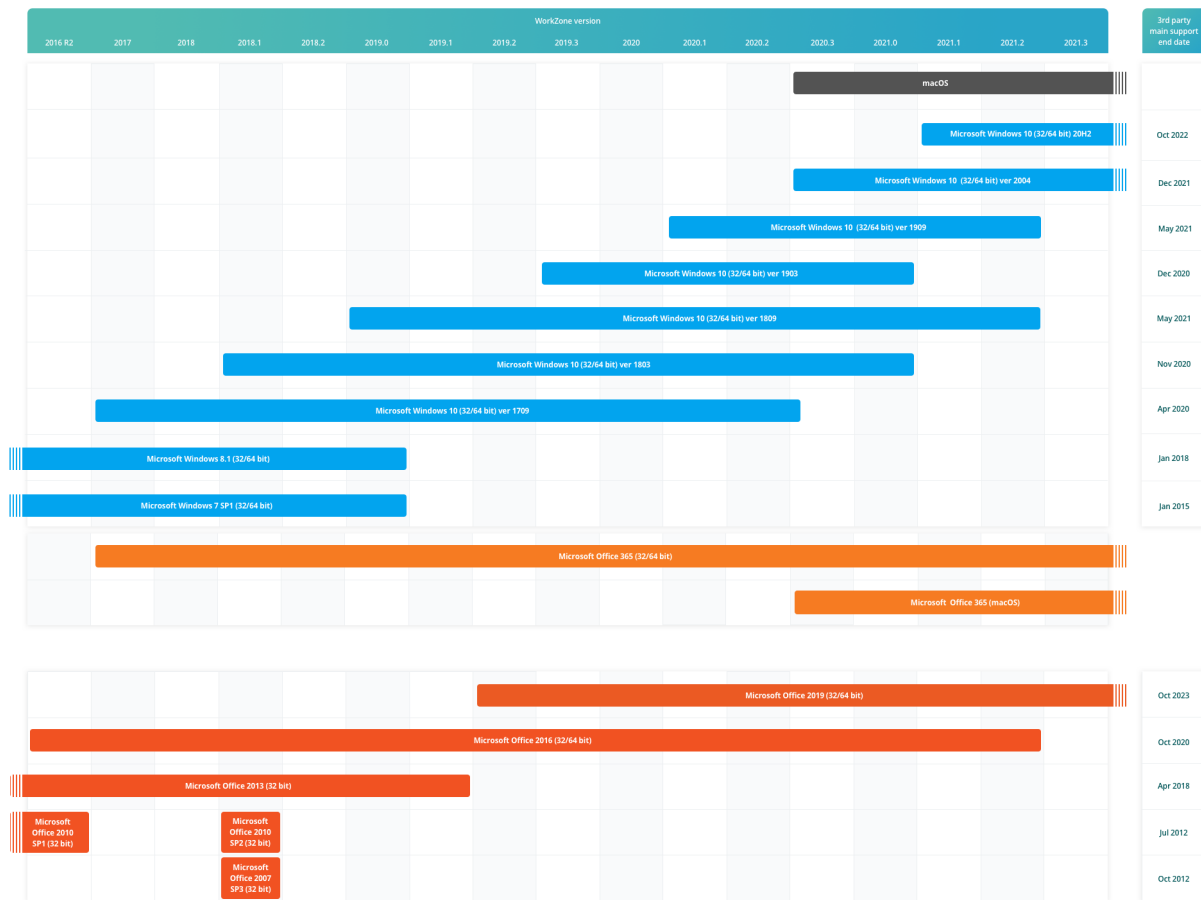 WorkZone version
2016 R2 2017 2018 2018.1 2018.2 2019.0 2019.1 2019.2 2019.3 2020 2020.1 2020.2 2020.3 2021.0 2021.1 2021.2 2021.3
3rd party
main support
end date
macOS
Microsoft Windows 10 (32/64 bit) 20H2
Oct 2022
Microsoft Windows 10 (32/64 bit) ver 2004
Dec 2021
Microsoft Windows 10 (32/64 bit) ver 1909
May 2021
Microsoft Windows 10 (32/64 bit) ver 1903
Dec 2020
Microsoft Windows 10 (32/64 bit) ver 1809
May 2021
Microsoft Windows 10 (32/64 bit) ver 1803
Nov 2020
Microsoft Windows 10 (32/64 bit) ver 1709
Apr 2020
Microsoft Windows 8.1 (32/64 bit)
Jan 2018
Microsoft Windows 7 SP1 (32/64 bit)
Jan 2015
Microsoft Office 365 (32/64 bit)
Microsoft Office 365 (macOS)
Microsoft Office 2019 (32/64 bit)
Oct 2023
Microsoft Office 2016 (32/64 bit)
Oct 2020
Microsoft Office 2013 (32 bit)
Apr 2018
Microsoft
Office 2010
SP1 (32 bit)
Microsoft
Office 2010
SP2 (32 bit)
Jul 2012
Microsoft
Office 2007
SP3 (32 bit)
Oct 2012